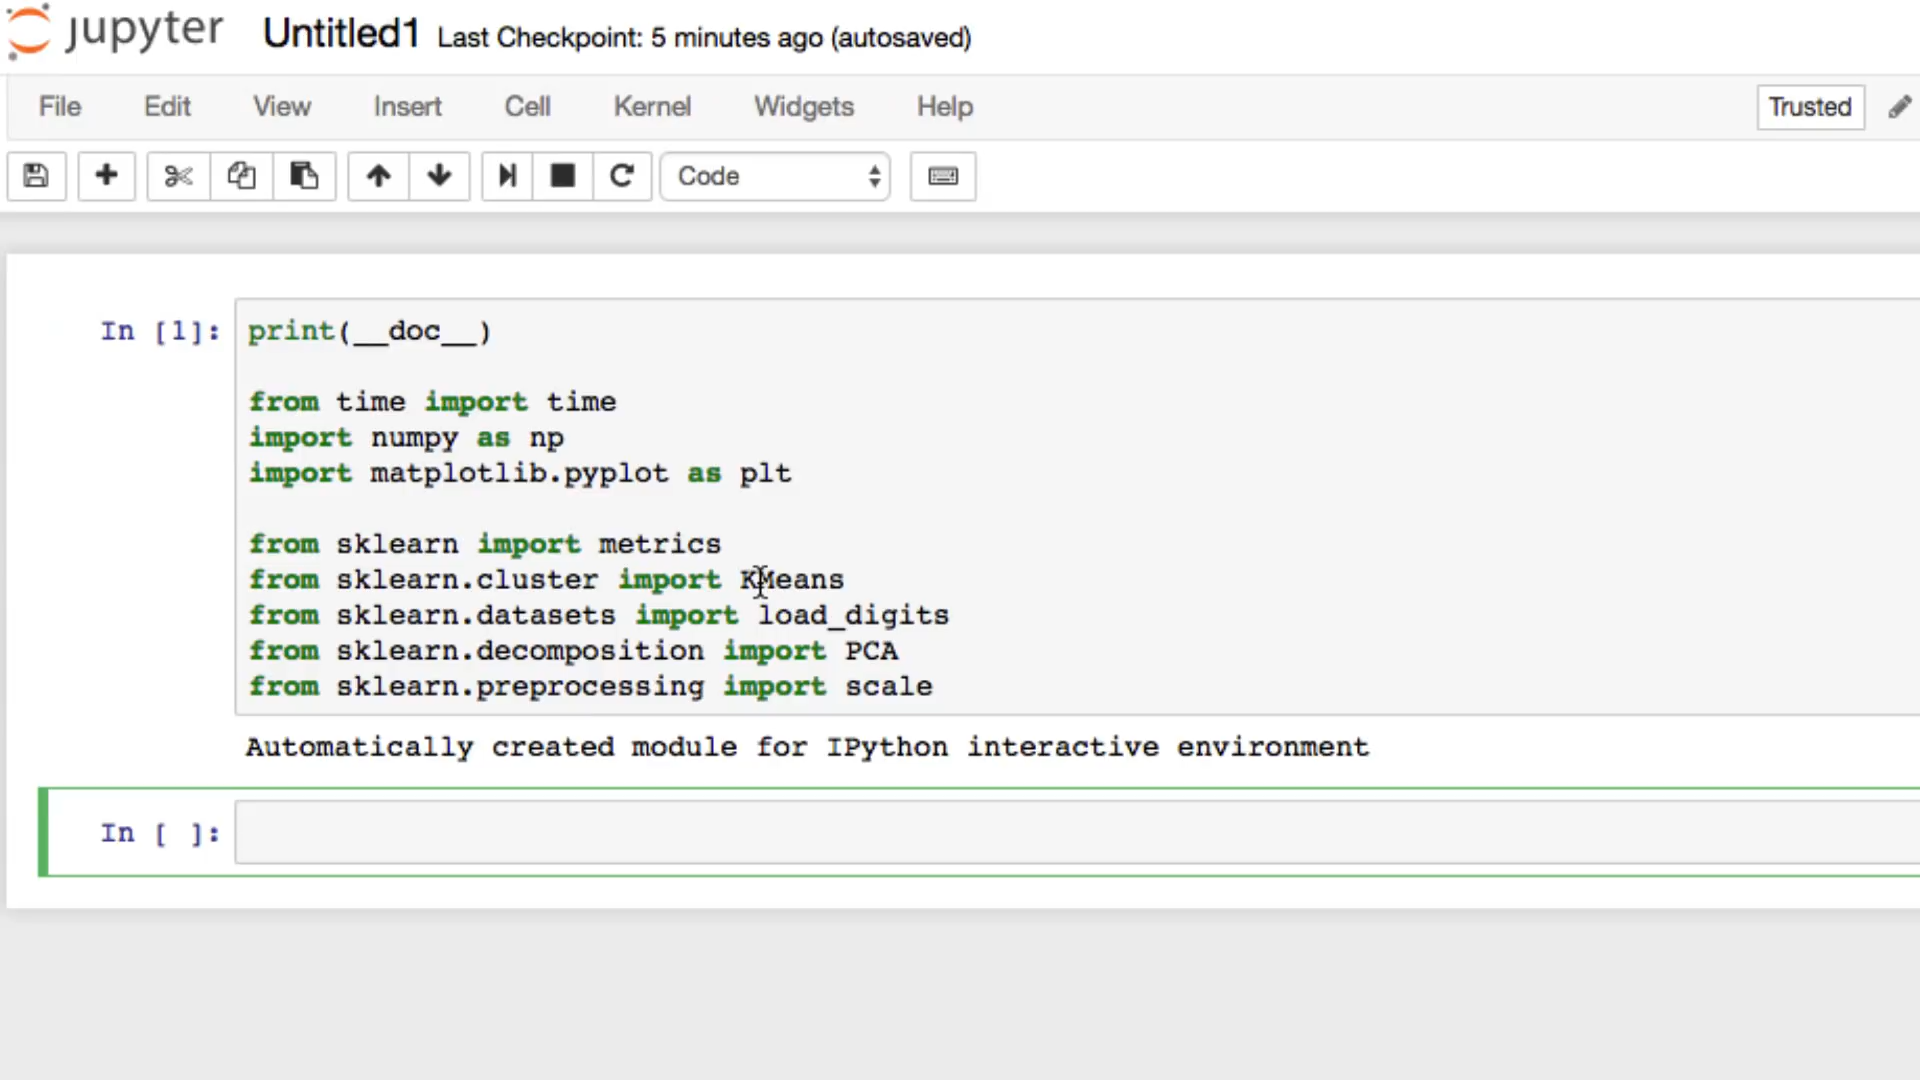 jupyter Untitled1 Last Checkpoint: 5 minutes ago (autosaved)
File Edit View Insert Cell Kernel Widgets Help Trusted
Code
In [1]: print(__doc__)
from time import time
import numpy as np
import matplotlib.pyplot as plt
from sklearn import metrics
from sklearn.cluster import KMeans
from sklearn.datasets import load_digits
from sklearn.decomposition import PCA
from sklearn.preprocessing import scale
Automatically created module for IPython interactive environment
In [ ]: